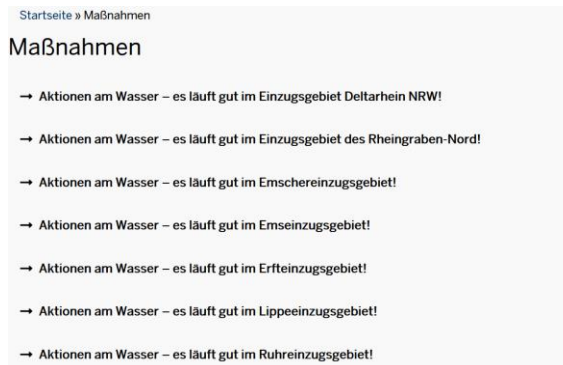 Startseite » Maßnahmen
Maßnahmen
→ Aktionen am Wasser – es läuft gut im Einzugsgebiet Deltarhein NRW!
→ Aktionen am Wasser – es läuft gut im Einzugsgebiet des Rheingraben-Nord!
→ Aktionen am Wasser – es läuft gut im Emschereinzugsgebiet!
→ Aktionen am Wasser – es läuft gut im Emseinzugsgebiet!
→ Aktionen am Wasser – es läuft gut im Erfteinzugsgebiet!
→ Aktionen am Wasser – es läuft gut im Lippeeinzugsgebiet!
→ Aktionen am Wasser – es läuft gut im Ruhreinzugsgebiet!